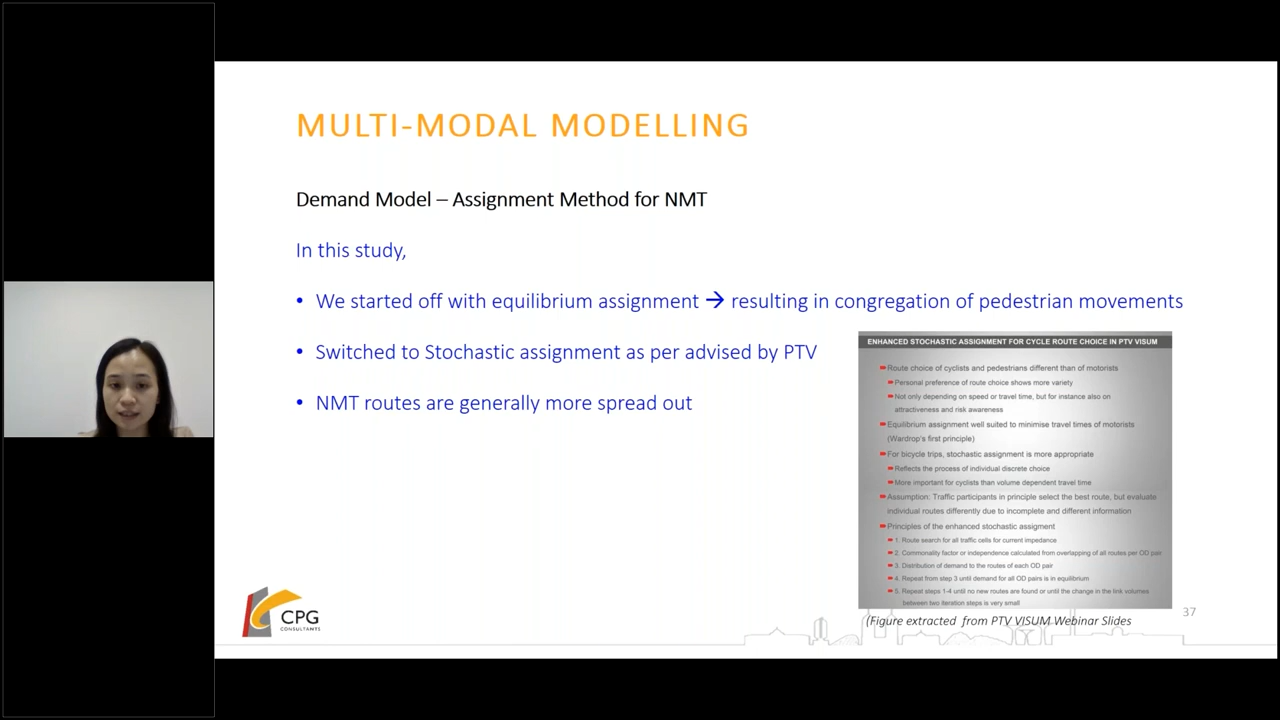 MULTI-MODAL MODELLING
Demand Model – Assignment Method for NMT
In this study,
• We started off with equilibrium assignment → resulting in congregation of pedestrian movements
• Switched to Stochastic assignment as per advised by PTV
• NMT routes are generally more spread out
ENHANCED STOCHASTIC ASSIGNMENT FOR CYCLE ROUTE CHOICE IN PTV VISUM
Route choice of cyclists and pedestrians different than of motorists
Personal preference of route choice shows more variety
Not only depending on speed or travel time, but for instance also on
attractiveness and risk awareness
Equilibrium assignment well suited to minimise travel times of motorists
(Wardrop's first principle)
For bicycle trips, stochastic assignment is more appropriate
Reflects the process of individual discrete choice
More important for cyclists than volume dependent travel time
Assumption: Traffic participants in principle select the best route, but evaluate
individual routes differently due to incomplete and different information
Principles of the enhanced stochastic assigment
1. Route search for all traffic cells for current impedance
2. Commonality factor or independence calculated from overlapping of all routes per OD pair
3. Distribution of demand to the routes of each OD pair
4. Repeat from step 3 until demand for all OD pairs is in equilibrium
5. Repeat steps 1-4 until no new routes are found or until the change in the link volumes
between two iteration steps is very small
(Figure extracted from PTV VISUM Webinar Slides
37
CPG
CONSULTANTS